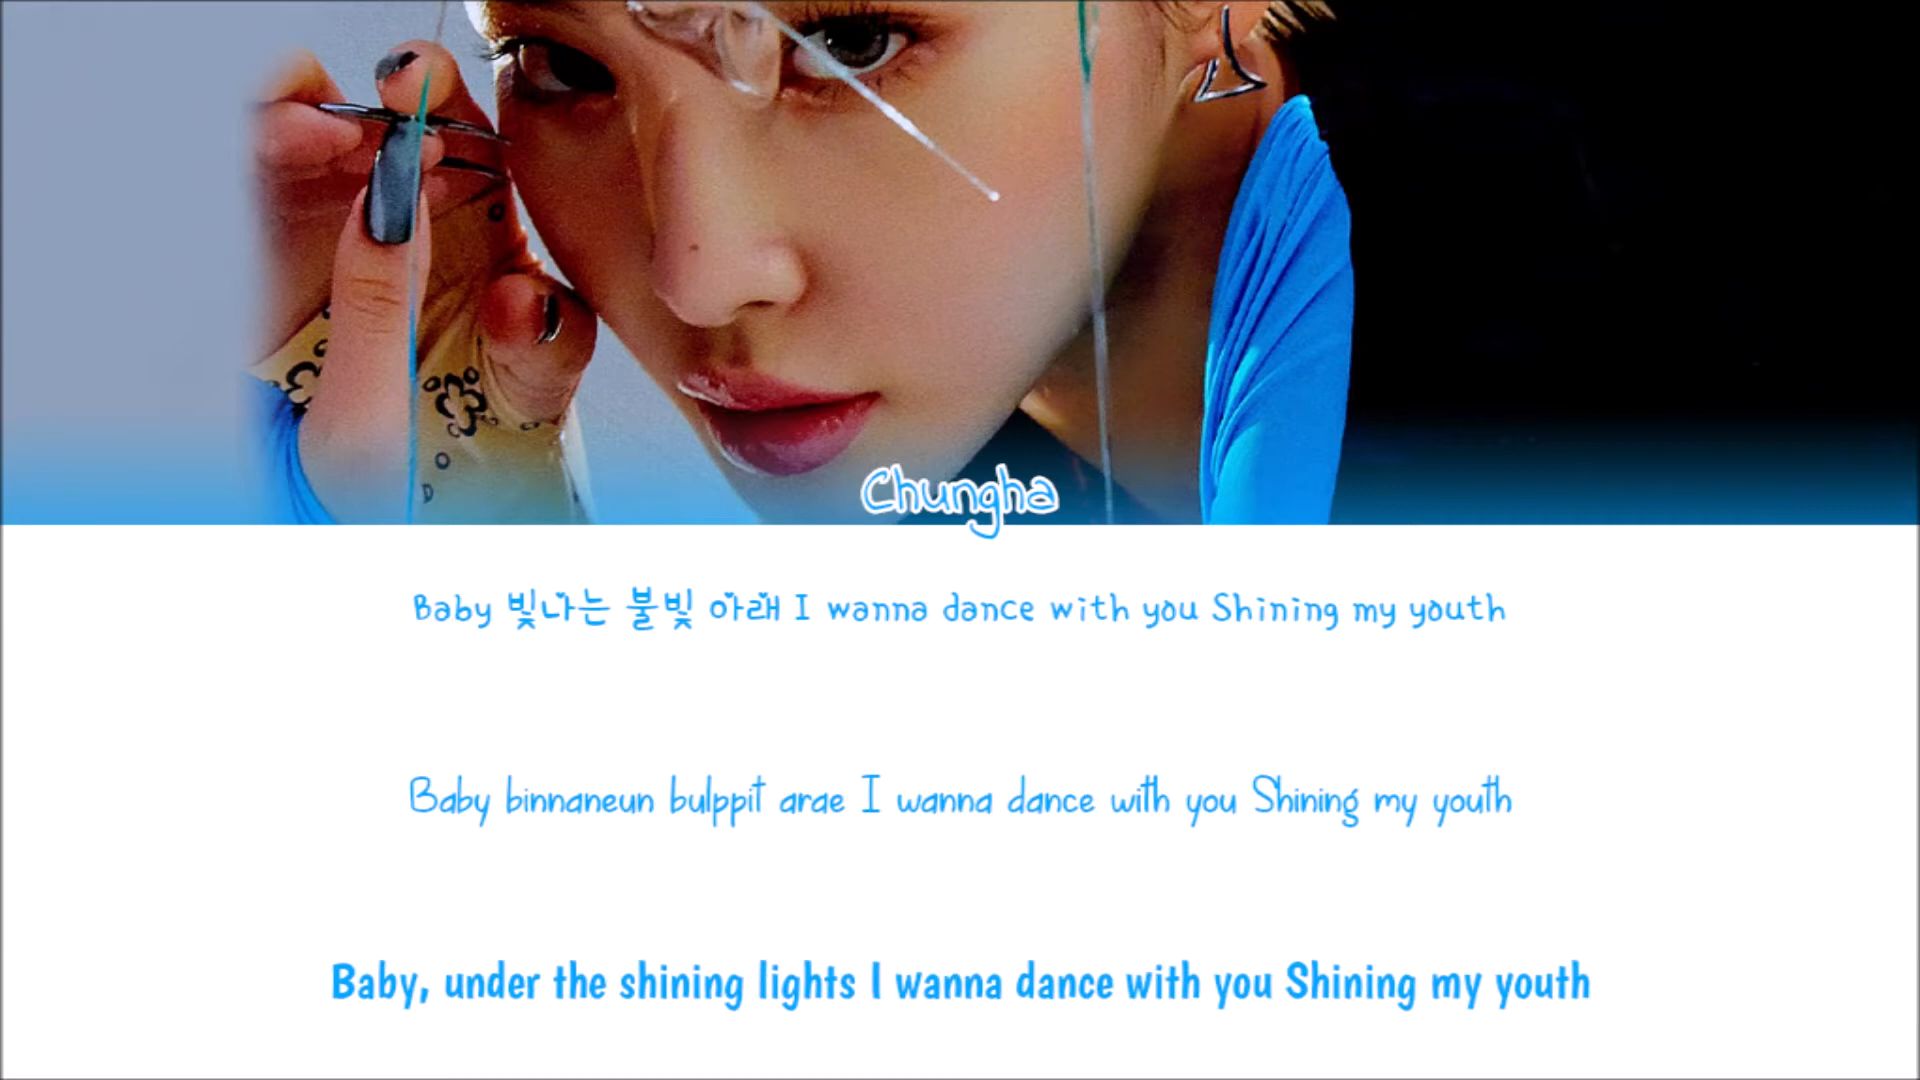 Chungha
Baby 빛나는 불빛 아래 I wanna dance with you Shining my youth
Baby binnaneun bulppit arae I wanna dance with you Shining my youth
Baby, under the shining lights I wanna dance with you Shining my youth